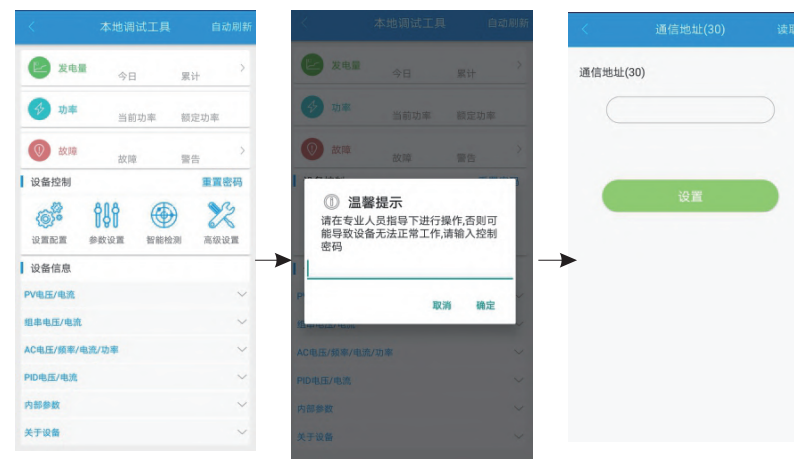 本地调试工具 自动刷新
发电量 今日 累计
功率 当前功率 额定功率
故障 故障 警告
设备控制 重置密码
设置配置 参数设置 智能检测 高级设置
设备信息
PV电压/电流
组串电压/电流
AC电压/频率/电流/功率
PID电压/电流
内部参数
关于设备
本地调试工具 自动刷新
发电量 今日 累计
功率 当前功率 额定功率
故障 故障 警告
温馨提示
请在专业人员指导下进行操作,否则可
能导致设备无法正常工作,请输入控制
密码
取消 确定
组串电压/电流
AC电压/频率/电流/功率
PID电压/电流
内部参数
关于设备
通信地址(30) 读取
通信地址(30)
设置